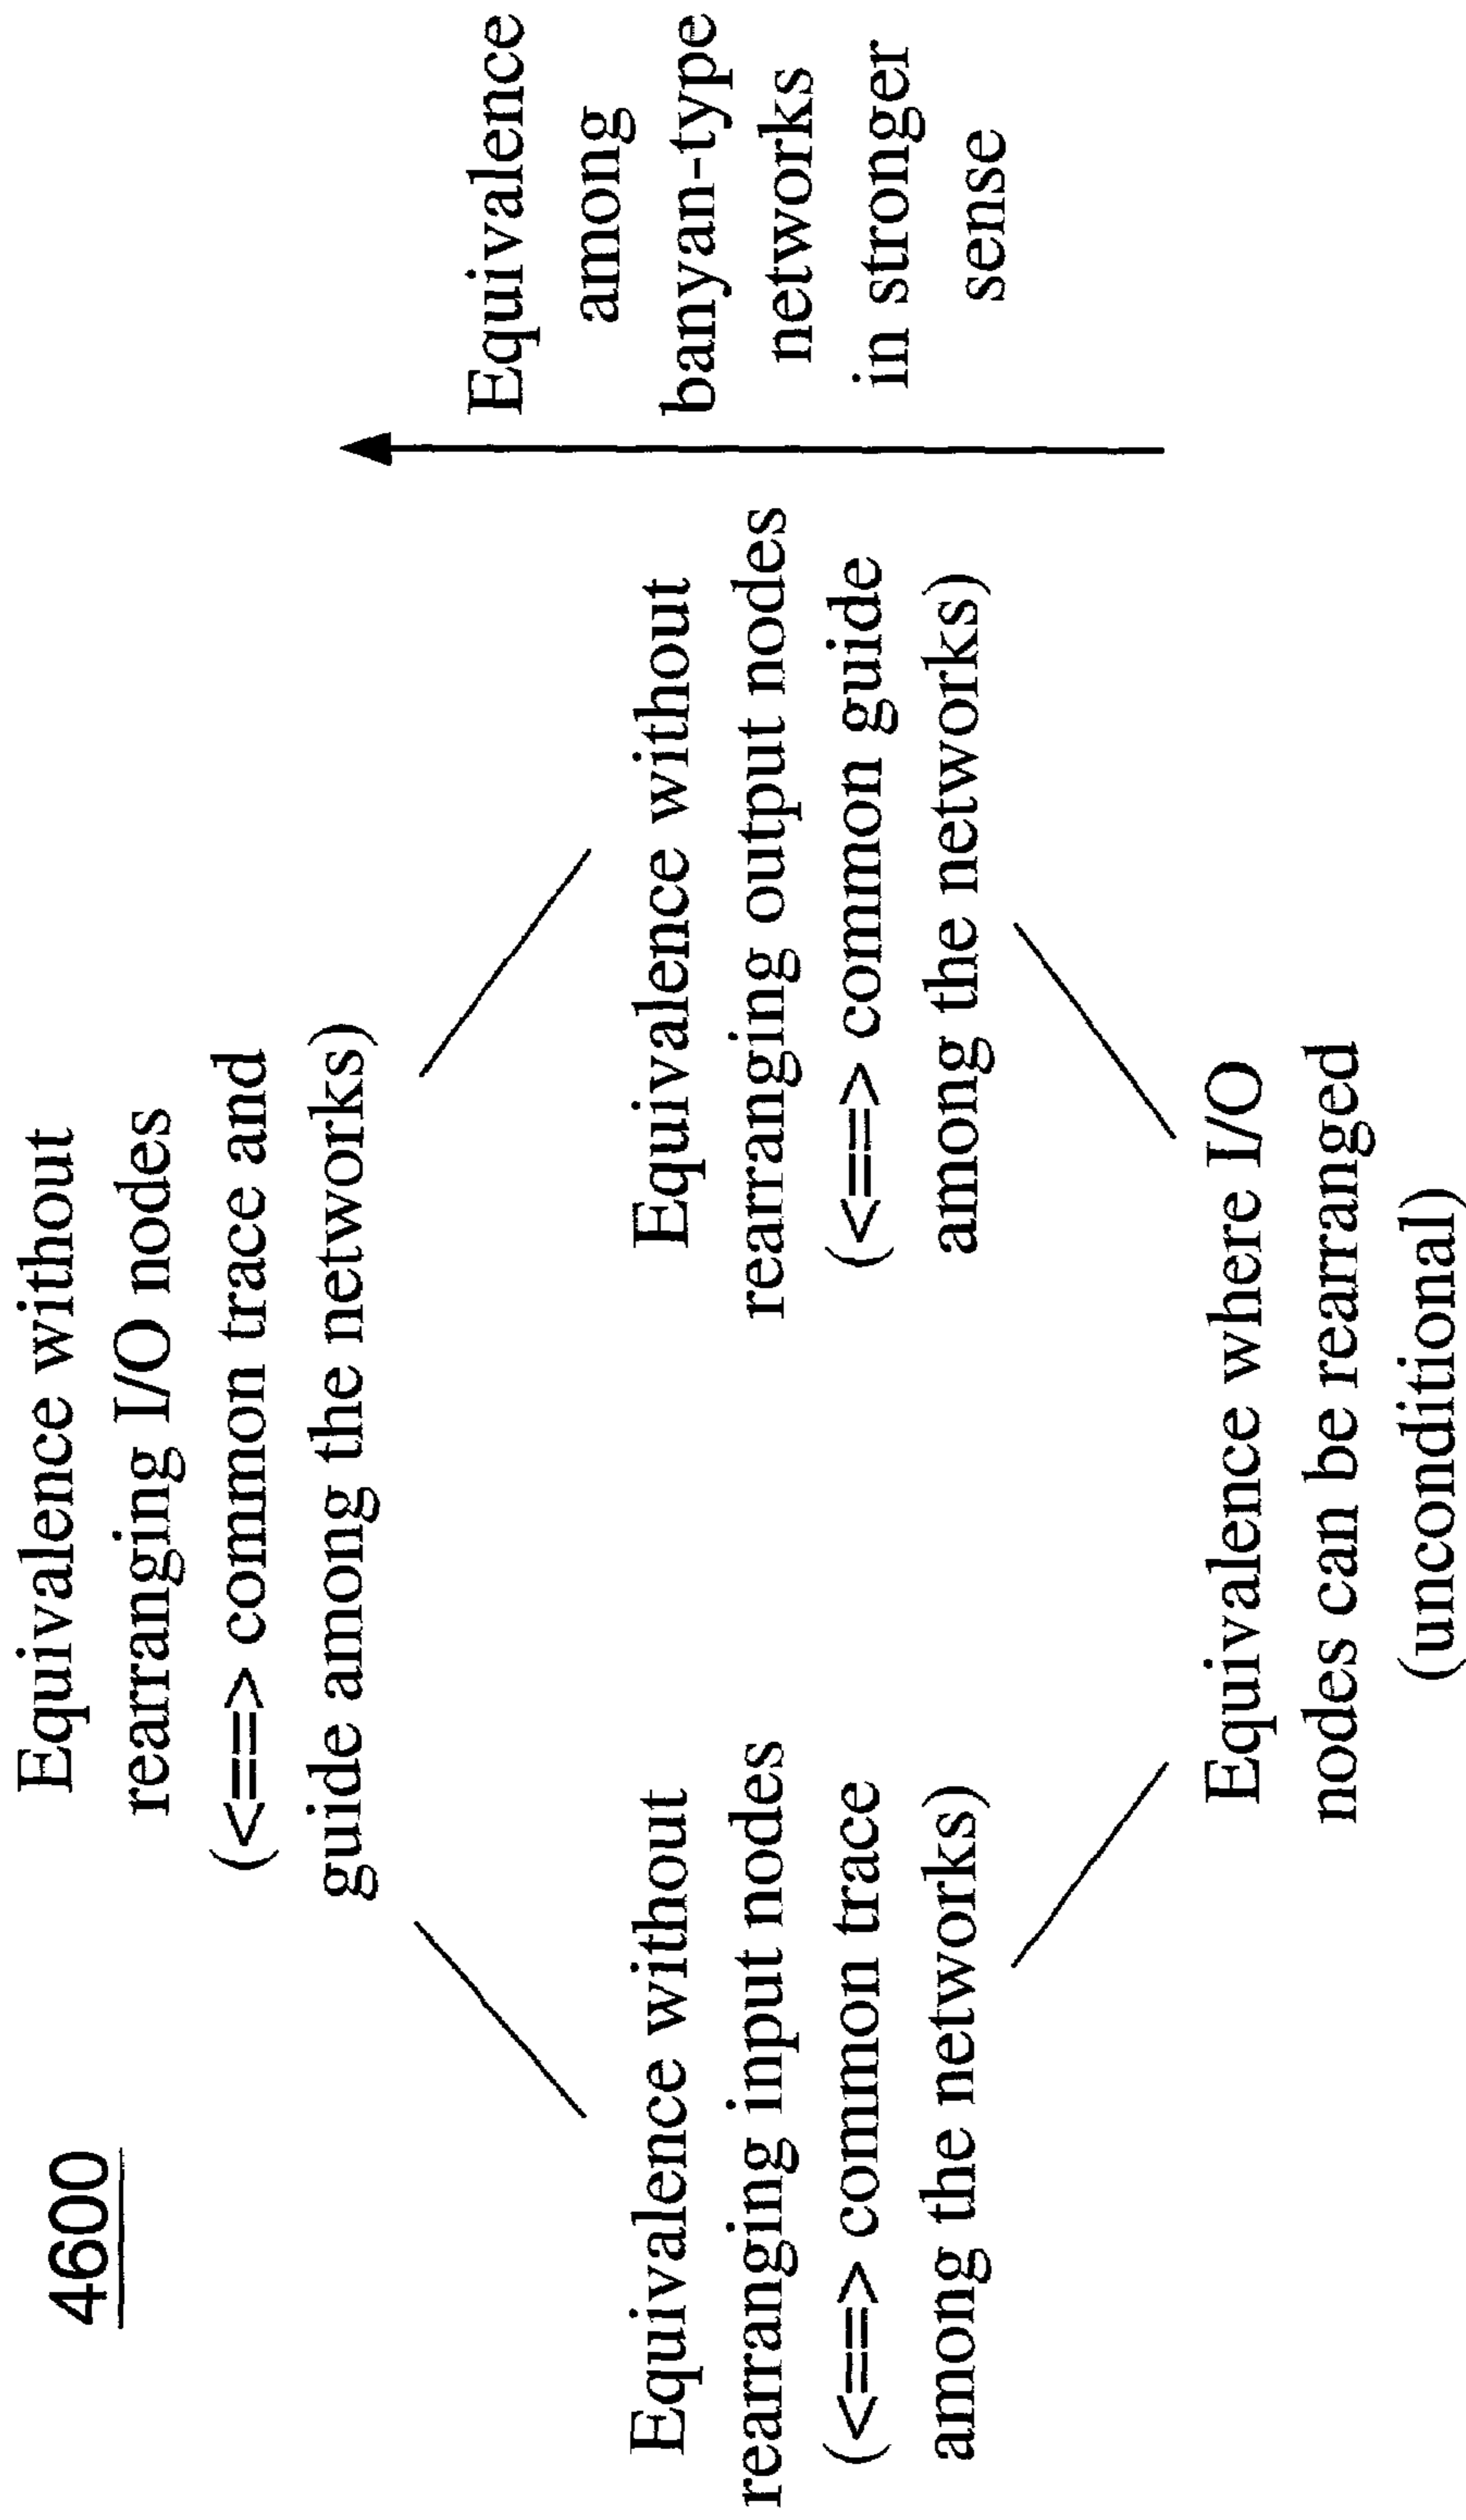 4600
Equivalence without
rearranging I/O nodes
(<==> common trace and
guide among the networks)
Equivalence without
rearranging input nodes
(<==> common trace
among the networks)
Equivalence without
rearranging output nodes
(<==> common guide
among the networks)
Equivalence where I/O
nodes can be rearranged
(unconditional)
Equivalence
among
banyan-type
networks
in stronger
sense